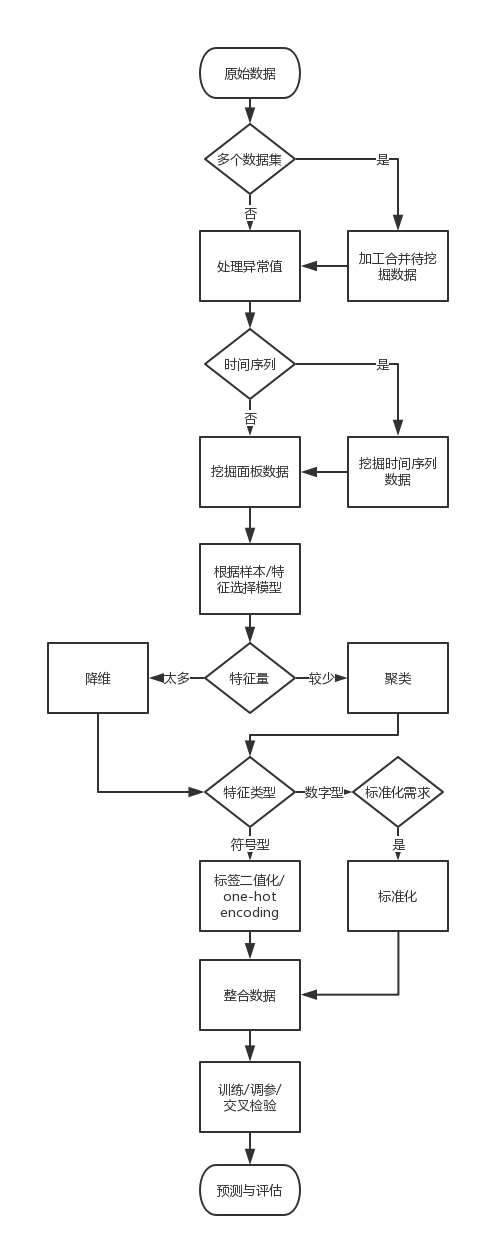 原始数据
多个数据集
是
否
处理异常值
加工合并待挖
掘数据
时间序列
是
否
挖掘面板数据
挖掘时间序列
数据
根据样本/特
征选择模型
降维
太多
特征量
较少
聚类
特征类型
数字型
标准化需求
符号型
是
标签二值化/
one-hot
encoding
标准化
整合数据
训练/调参/
交叉检验
预测与评估